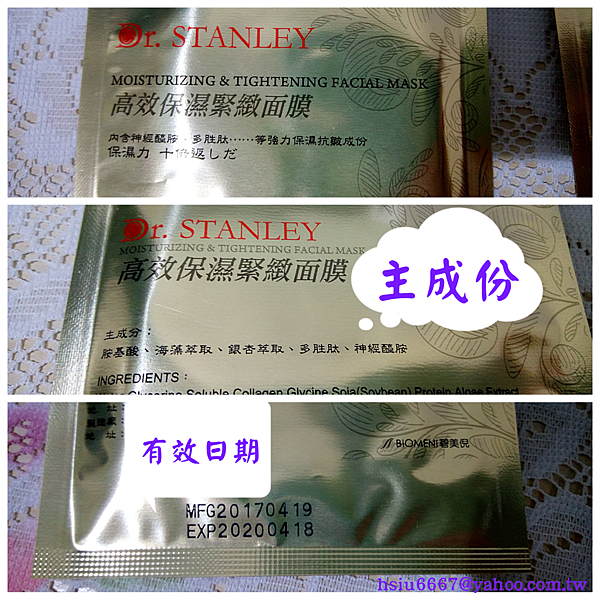 Dr. STANLEY
MOISTURIZING & TIGHTENING FACIAL MASK
高效保濕緊緻面膜
內含神經醯胺、多胜肽……等強力保濕抗皺成份
保濕力 十倍返しだ
Dr. STANLEY
MOISTURIZING & TIGHTENING FACIAL MASK
高效保濕緊緻面膜
主成份
主成分：
胺基酸、海藻萃取、銀杏萃取、多胜肽、神經醯胺
INGREDIENTS：
Glycerine Soluble Collagen Glycine Soja(Soybean) Protein Algae Extract
有效日期
BIOMENI碧美倪
MFG20170419
EXP20200418
hsju6667@yahoo.com.tw